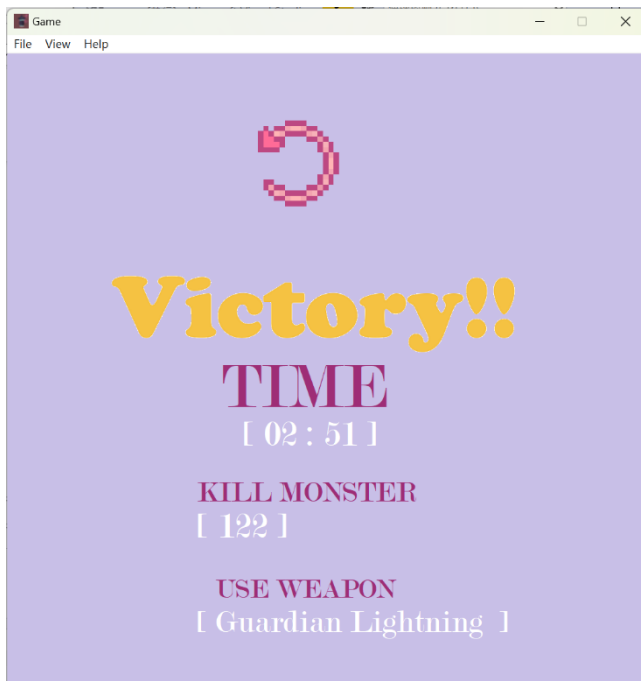 Game
File View Help
Victory!!
TIME
[ 02 : 51 ]
KILL MONSTER
[ 122 ]
USE WEAPON
[ Guardian Lightning ]